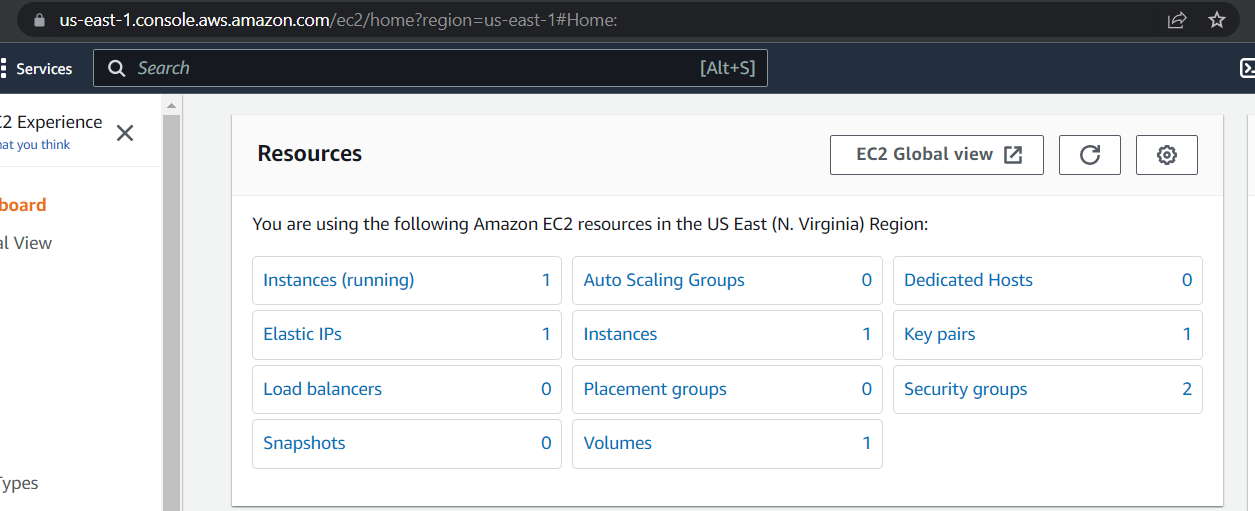 us-east-1.console.aws.amazon.com/ec2/home?region=us-east-1#Home:
Services
Search [Alt+S]
C2 Experience
hat you think
board
al View
Types
Resources
EC2 Global view
You are using the following Amazon EC2 resources in the US East (N. Virginia) Region:
Instances (running) 1
Auto Scaling Groups 0
Dedicated Hosts 0
Elastic IPs 1
Instances 1
Key pairs 1
Load balancers 0
Placement groups 0
Security groups 2
Snapshots 0
Volumes 1